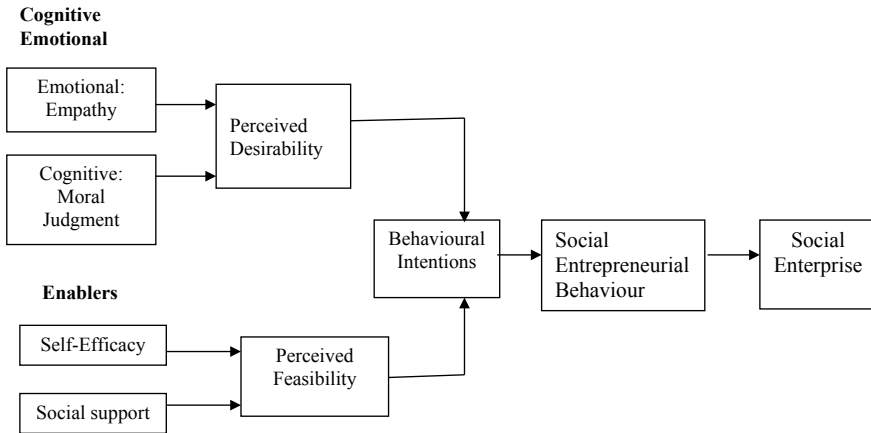 Cognitive
Emotional
Emotional:
Empathy
Perceived
Desirability
Cognitive:
Moral
Judgment
Behavioural
Intentions
Social
Entrepreneurial
Behaviour
Social
Enterprise
Enablers
Self-Efficacy
Perceived
Feasibility
Social support